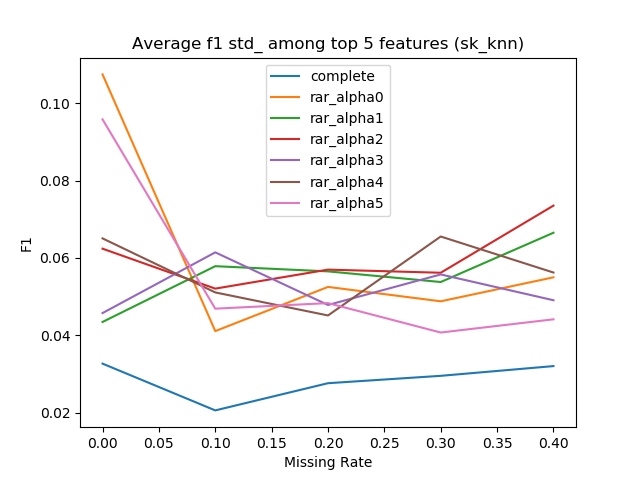 Average f1 std_ among top 5 features (sk_knn)
complete
rar_alpha0
rar_alpha1
rar_alpha2
rar_alpha3
rar_alpha4
rar_alpha5
F1
0.10
0.08
0.06
0.04
0.02
0.00 0.05 0.10 0.15 0.20 0.25 0.30 0.35 0.40
Missing Rate